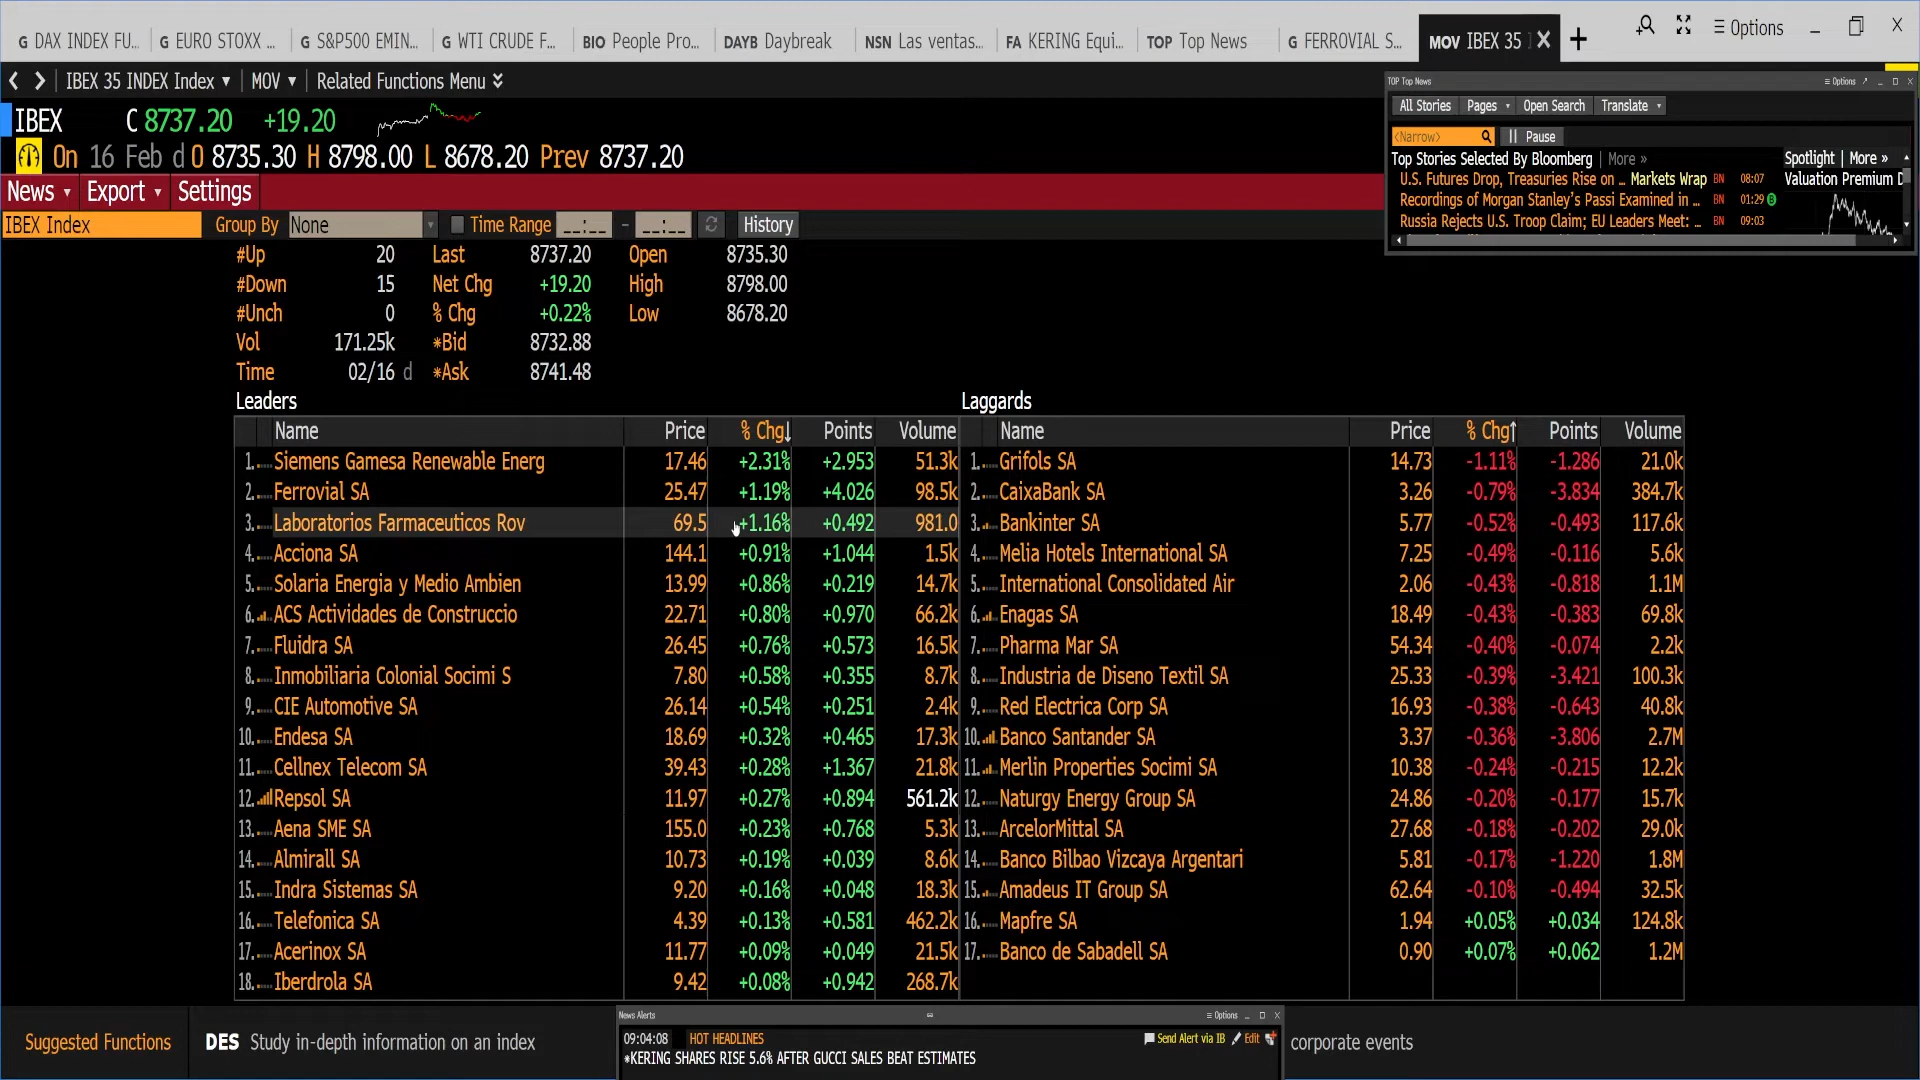 G DAX INDEX FU... G EURO STOXX ... G S&P500 EMIN... G WTI CRUDE F... BIO People Pro... DAYB Daybreak NSN Las ventas... FA KERING Equi... TOP Top News G FERROVIAL S... MOV IBEX 35 Options
IBEX 35 INDEX Index MOV Related Functions Menu
TOP Top News Options
IBEX C 8737.20 +19.20
All Stories Pages Open Search Translate
On 16 Feb d O 8735.30 H 8798.00 L 8678.20 Prev 8737.20
<Narrow> Pause
Top Stories Selected By Bloomberg More » Spotlight More »
U.S. Futures Drop, Treasuries Rise on ... Markets Wrap BN 08:07 Valuation Premium D
Recordings of Morgan Stanley's Passi Examined in ... BN 01:29
Russia Rejects U.S. Troop Claim; EU Leaders Meet: ... BN 09:03
News Export Settings
IBEX Index Group By None Time Range __:__ - __:__ History
#Up 20 Last 8737.20 Open 8735.30
#Down 15 Net Chg +19.20 High 8798.00
#Unch 0 % Chg +0.22% Low 8678.20
Vol 171.25k *Bid 8732.88
Time 02/16 d *Ask 8741.48
Leaders Laggards
Name Price % Chg↓ Points Volume Name Price % Chg↑ Points Volume
1. Siemens Gamesa Renewable Energ 17.46 +2.31% +2.953 51.3k 1. Grifols SA 14.73 -1.11% -1.286 21.0k
2. Ferrovial SA 25.47 +1.19% +4.026 98.5k 2. CaixaBank SA 3.26 -0.79% -3.834 384.7k
3. Laboratorios Farmaceuticos Rov 69.5 +1.16% +0.492 981.0 3. Bankinter SA 5.77 -0.52% -0.493 117.6k
4. Acciona SA 144.1 +0.91% +1.044 1.5k 4. Melia Hotels International SA 7.25 -0.49% -0.116 5.6k
5. Solaria Energia y Medio Ambien 13.99 +0.86% +0.219 14.7k 5. International Consolidated Air 2.06 -0.43% -0.818 1.1M
6. ACS Actividades de Construccio 22.71 +0.80% +0.970 66.2k 6. Enagas SA 18.49 -0.43% -0.383 69.8k
7. Fluidra SA 26.45 +0.76% +0.573 16.5k 7. Pharma Mar SA 54.34 -0.40% -0.074 2.2k
8. Inmobiliaria Colonial Socimi S 7.80 +0.58% +0.355 8.7k 8. Industria de Diseno Textil SA 25.33 -0.39% -3.421 100.3k
9. CIE Automotive SA 26.14 +0.54% +0.251 2.4k 9. Red Electrica Corp SA 16.93 -0.38% -0.643 40.8k
10. Endesa SA 18.69 +0.32% +0.465 17.3k 10. Banco Santander SA 3.37 -0.36% -3.806 2.7M
11. Cellnex Telecom SA 39.43 +0.28% +1.367 21.8k 11. Merlin Properties Socimi SA 10.38 -0.24% -0.215 12.2k
12. Repsol SA 11.97 +0.27% +0.894 561.2k 12. Naturgy Energy Group SA 24.86 -0.20% -0.177 15.7k
13. Aena SME SA 155.0 +0.23% +0.768 5.3k 13. ArcelorMittal SA 27.68 -0.18% -0.202 29.0k
14. Almirall SA 10.73 +0.19% +0.039 8.6k 14. Banco Bilbao Vizcaya Argentari 5.81 -0.17% -1.220 1.8M
15. Indra Sistemas SA 9.20 +0.16% +0.048 18.3k 15. Amadeus IT Group SA 62.64 -0.10% -0.494 32.5k
16. Telefonica SA 4.39 +0.13% +0.581 462.2k 16. Mapfre SA 1.94 +0.05% +0.034 124.8k
17. Acerinox SA 11.77 +0.09% +0.049 21.5k 17. Banco de Sabadell SA 0.90 +0.07% +0.062 1.2M
18. Iberdrola SA 9.42 +0.08% +0.942 268.7k
News Alerts Options
Suggested Functions DES Study in-depth information on an index corporate events
09:04:08 HOT HEADLINES Send Alert via IB Edit
*KERING SHARES RISE 5.6% AFTER GUCCI SALES BEAT ESTIMATES